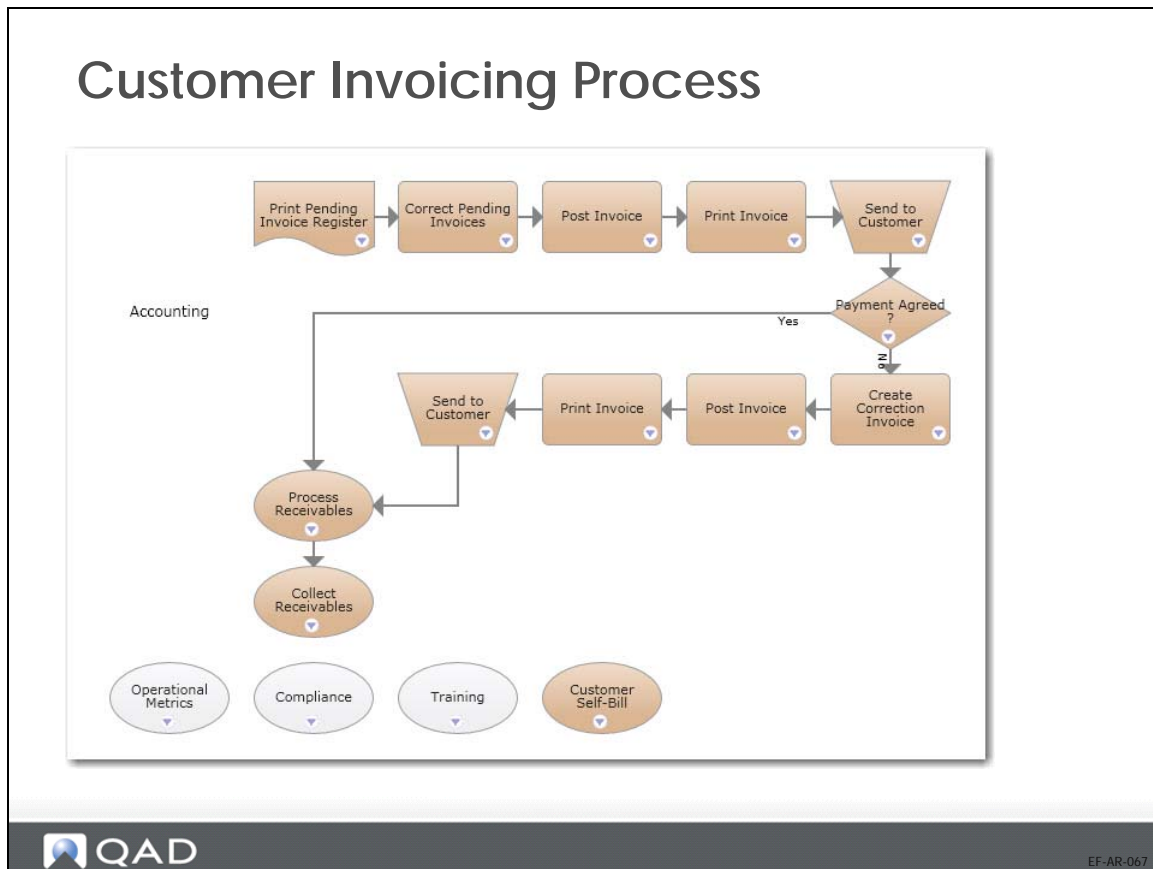 Customer Invoicing Process
Print Pending
Invoice Register
Correct Pending
Invoices
Post Invoice
Print Invoice
Send to
Customer
Accounting
Payment Agreed
?
Yes
No
Send to
Customer
Print Invoice
Post Invoice
Create
Correction
Invoice
Process
Receivables
Collect
Receivables
Operational
Metrics
Compliance
Training
Customer
Self-Bill
QAD
EF-AR-067